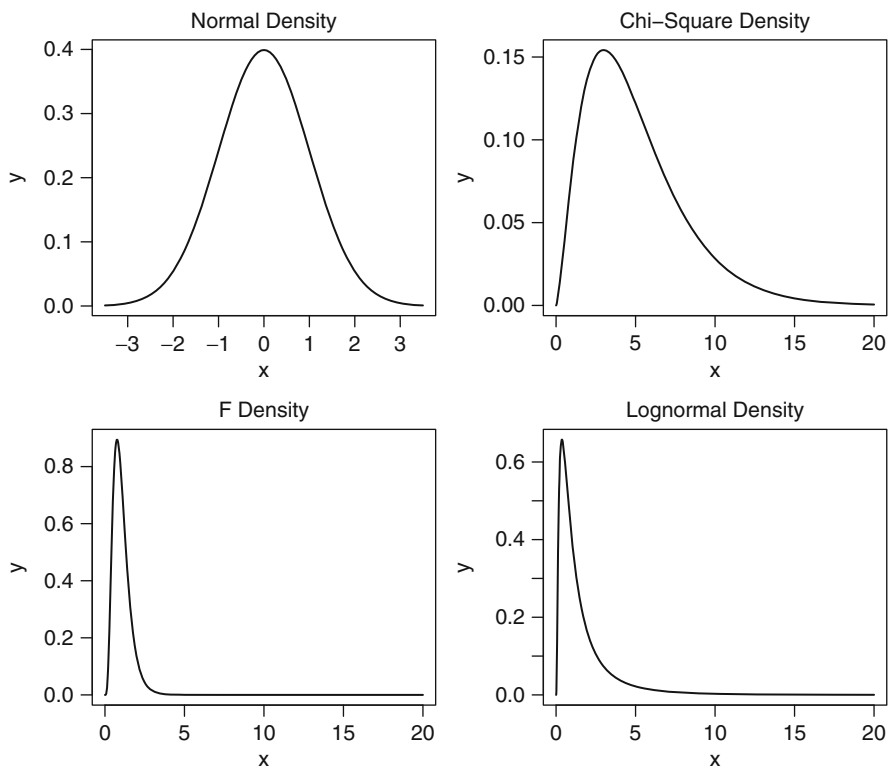 Normal Density
y
0.4
0.3
0.2
0.1
0.0
−3 −2 −1 0 1 2 3
x
Chi−Square Density
y
0.15
0.10
0.05
0.00
0 5 10 15 20
x
F Density
y
0.8
0.6
0.4
0.2
0.0
0 5 10 15 20
x
Lognormal Density
y
0.6
0.4
0.2
0.0
0 5 10 15 20
x